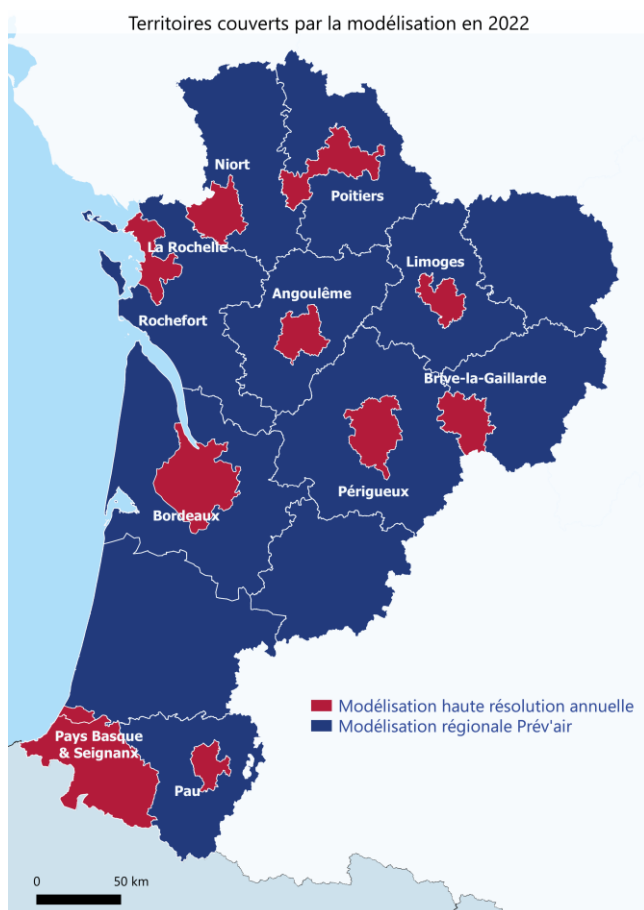 Territoires couverts par la modélisation en 2022
Niort
Poitiers
La Rochelle
Limoges
Angoulême
Rochefort
Brive-la-Gaillarde
Périgueux
Bordeaux
Modélisation haute résolution annuelle
Modélisation régionale Prév'air
Pays Basque
& Seignanx
Pau
0 50 km